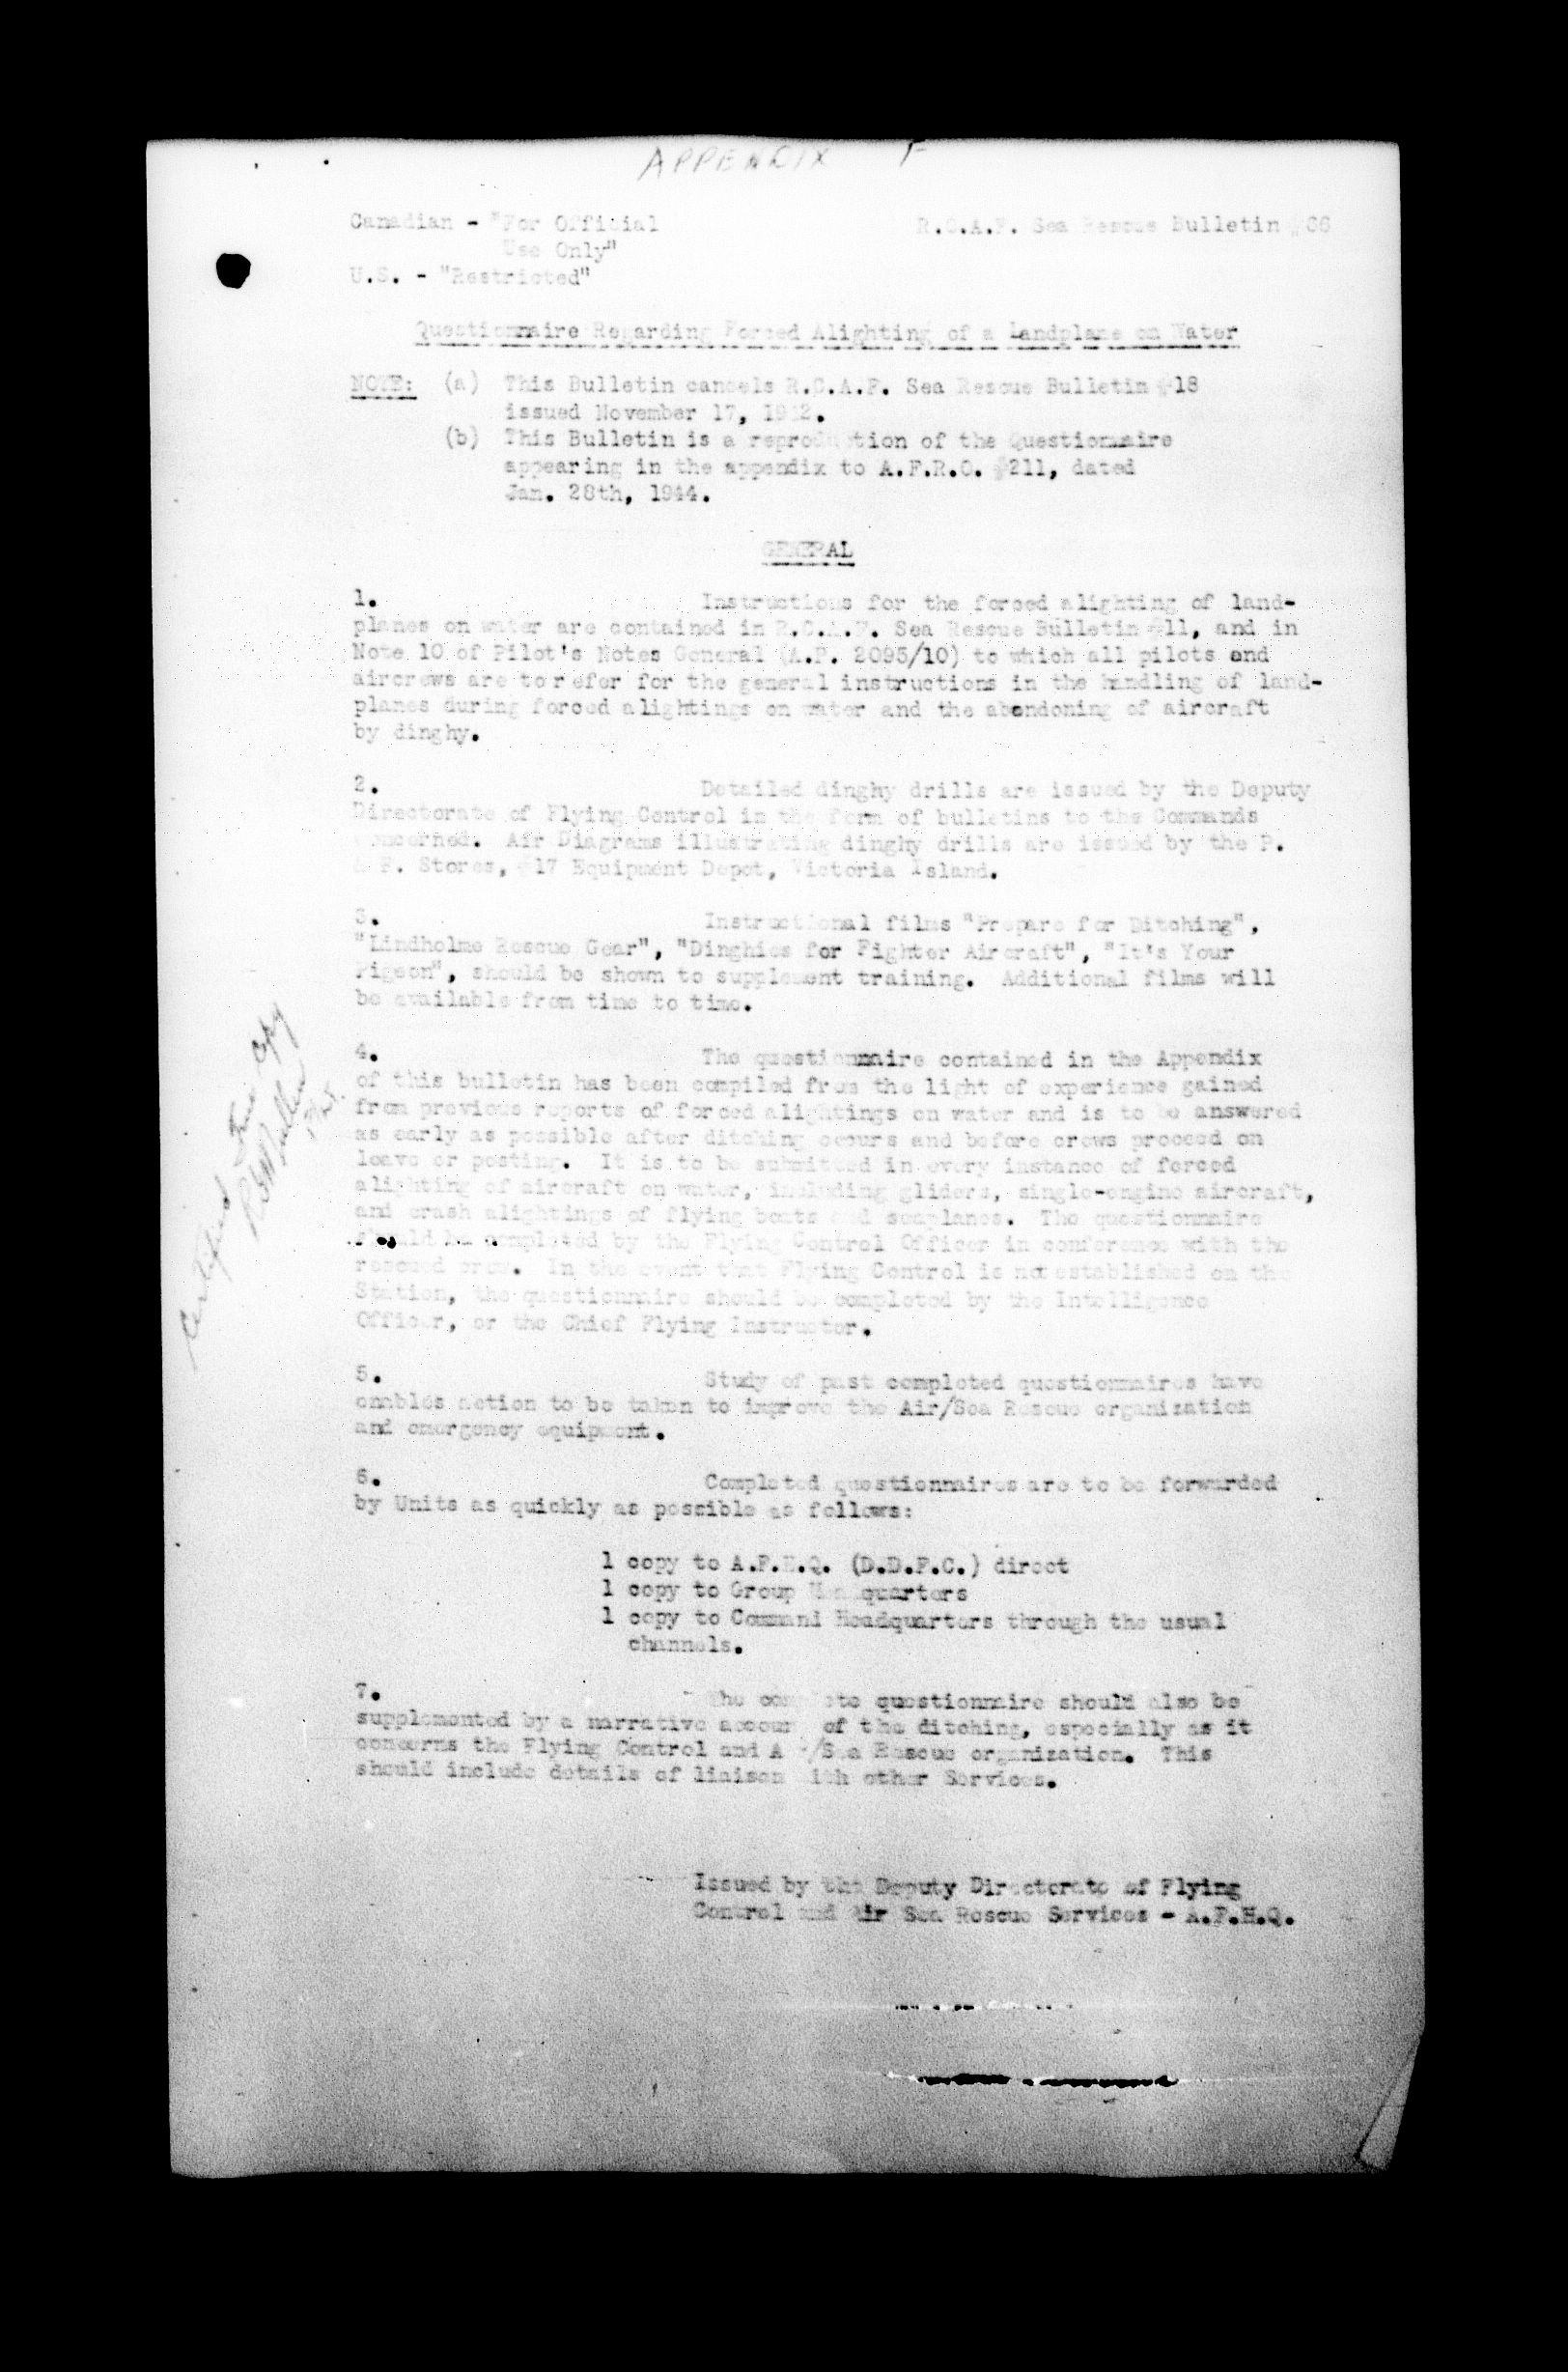 APPENDIX F
Canadian - "For Official
Use Only"
R.C.A.F. Sea Rescue Bulletin #66
U.S. - "Restricted"
Questionnaire Regarding Forced Alighting of a Landplane on Water
NOTE: (a) This Bulletin cancels R.C.A.F. Sea Rescue Bulletin #18
issued November 17, 1942.
(b) This Bulletin is a reproduction of the Questionnaire
appearing in the appendix to A.F.R.O. #211, dated
Jan. 28th, 1944.
GENERAL
1. Instructions for the forced alighting of land-
planes on water are contained in R.C.A.F. Sea Rescue Bulletin #11, and in
Note 10 of Pilot's Notes General (A.P. 2095/10) to which all pilots and
aircrews are to refer for the general instructions in the handling of land-
planes during forced alightings on water and the abandoning of aircraft
by dinghy.
2. Detailed dinghy drills are issued by the Deputy
Directorate of Flying Control in the form of bulletins to the Commands
concerned. Air Diagrams illustrating dinghy drills are issued by the P.
& F. Stores, #17 Equipment Depot, Victoria Island.
3. Instructional films "Prepare for Ditching",
"Lindholme Rescue Gear", "Dinghies for Fighter Aircraft", "It's Your
Pigeon", should be shown to supplement training. Additional films will
be available from time to time.
4. The questionnaire contained in the Appendix
of this bulletin has been compiled from the light of experience gained
from previous reports of forced alightings on water and is to be answered
as early as possible after ditching occurs and before crews proceed on
leave or posting. It is to be submitted in every instance of forced
alighting of aircraft on water, including gliders, single-engine aircraft,
and crash alightings of flying boats and seaplanes. The questionnaire
should be completed by the Flying Control Officer in conference with the
rescued crew. In the event that Flying Control is not established on the
Station, the questionnaire should be completed by the Intelligence
Officer, or the Chief Flying Instructor.
5. Study of past completed questionnaires have
enables action to be taken to improve the Air/Sea Rescue organization
and emergency equipment.
6. Completed questionnaires are to be forwarded
by Units as quickly as possible as follows:
1 copy to A.F.H.Q. (D.D.F.C.) direct
1 copy to Group Headquarters
1 copy to Command Headquarters through the usual
channels.
7. The complete questionnaire should also be
supplemented by a narrative account of the ditching, especially as it
concerns the Flying Control and Air/Sea Rescue organization. This
should include details of liaison with other Services.
Issued by the Deputy Directorate of Flying
Control and Air Sea Rescue Services - A.F.H.Q.
Certified True Copy